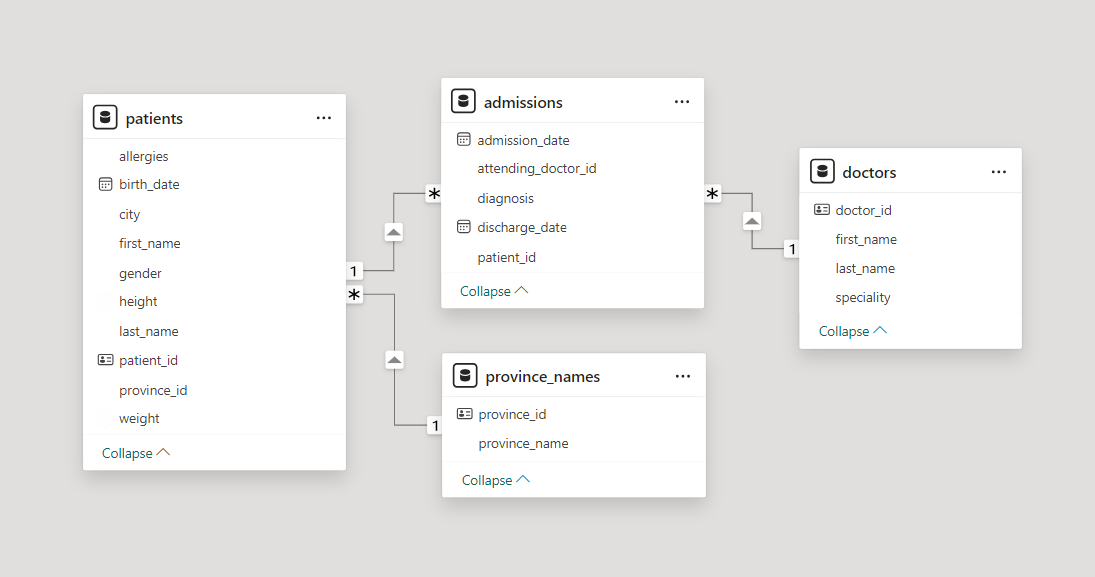 patients
allergies
birth_date
city
first_name
gender
height
last_name
patient_id
province_id
weight
Collapse
1
*
admissions
admission_date
attending_doctor_id
diagnosis
discharge_date
patient_id
Collapse
*
*
1
province_names
province_id
province_name
Collapse
1
doctors
doctor_id
first_name
last_name
speciality
Collapse